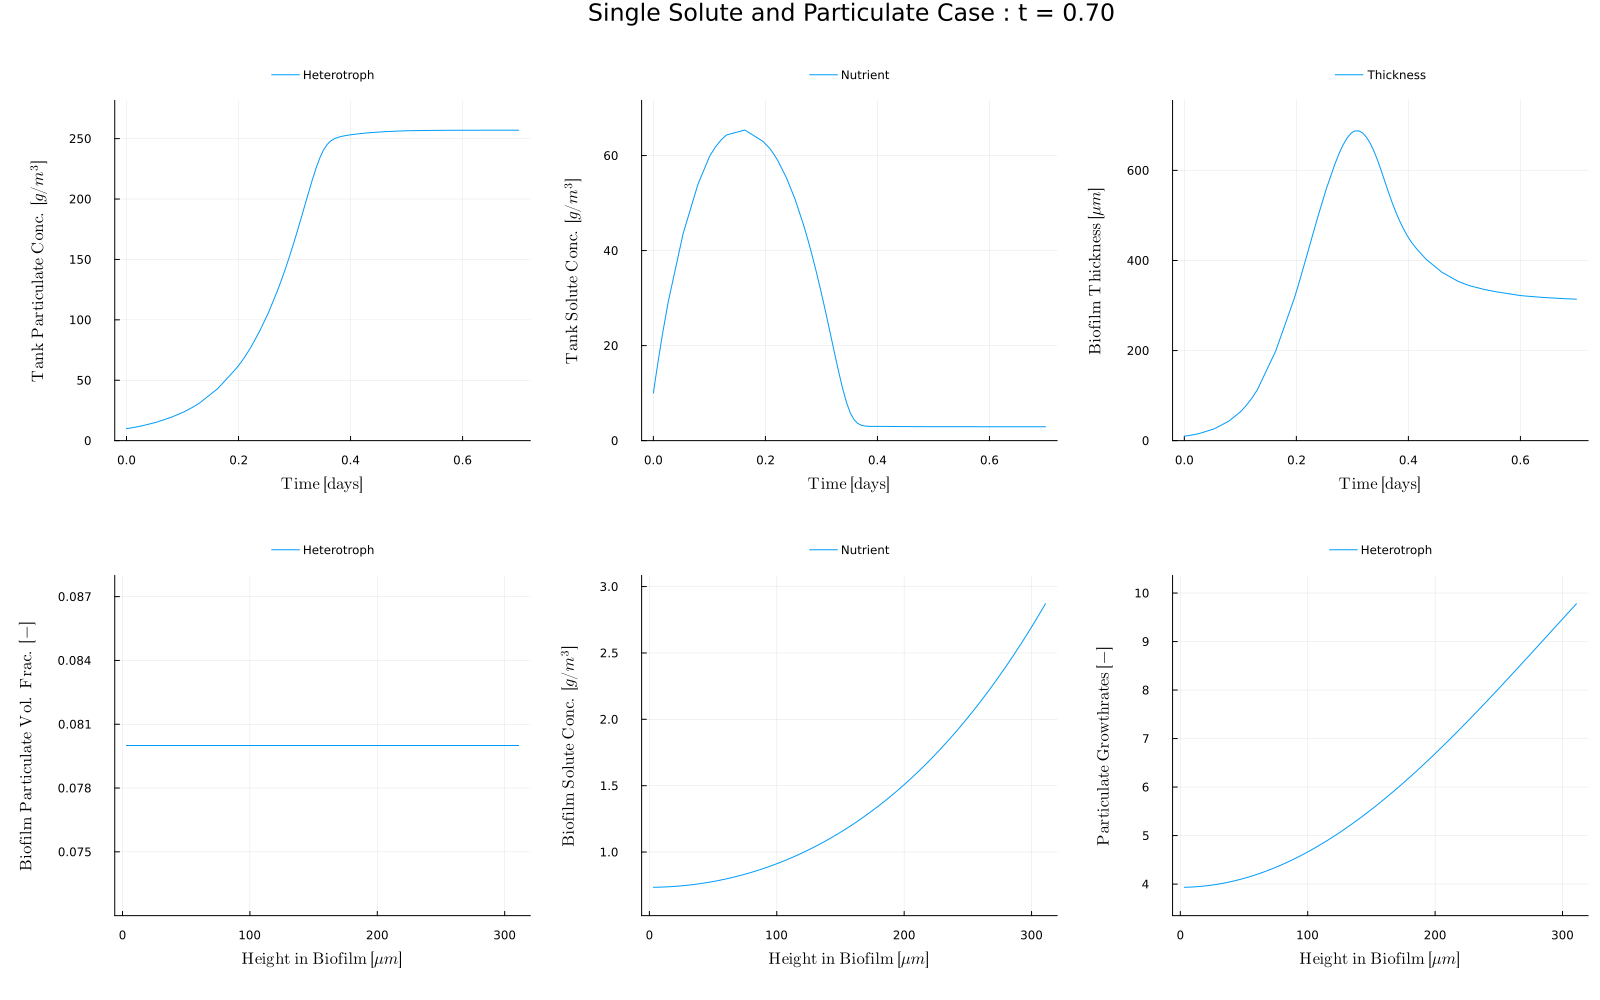 Single Solute and Particulate Case : t = 0.70
Heterotroph
Tank Particulate Conc. [g/m³]
250
200
150
100
50
0
0.0 0.2 0.4 0.6
Time [days]
Nutrient
Tank Solute Conc. [g/m³]
60
40
20
0
0.0 0.2 0.4 0.6
Time [days]
Thickness
Biofilm Thickness [μm]
600
400
200
0
0.0 0.2 0.4 0.6
Time [days]
Heterotroph
Biofilm Particulate Vol. Frac. [−]
0.087
0.084
0.081
0.078
0.075
0 100 200 300
Height in Biofilm [μm]
Nutrient
Biofilm Solute Conc. [g/m³]
3.0
2.5
2.0
1.5
1.0
0 100 200 300
Height in Biofilm [μm]
Heterotroph
Particulate Growthrates [−]
10
9
8
7
6
5
4
0 100 200 300
Height in Biofilm [μm]